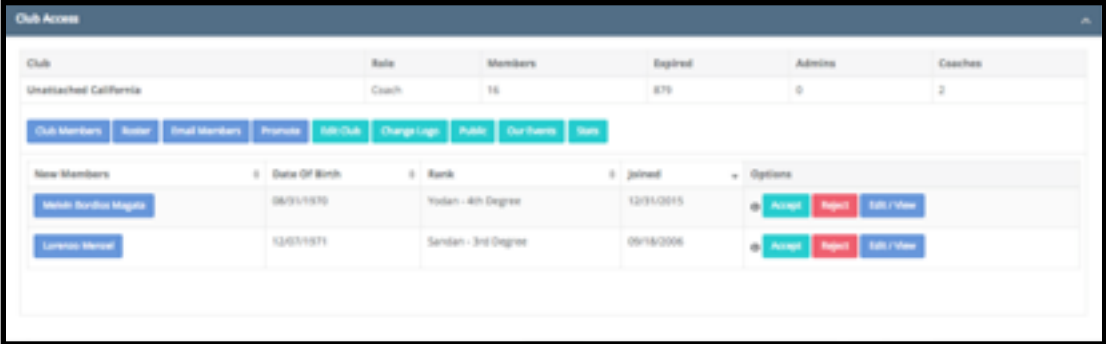 Club Access
Club Role Members Expired Admins Coaches
Unattached California Coach 16 879 0 2
Club Members Roster Email Members Promote Edit Club Change Logo Public Our Events Stats
New Members Date Of Birth Rank Joined Options
Melvin Bordios Magata 08/31/1970 Yodan - 4th Degree 12/31/2015 Accept Reject Edit / View
Lorenzo 12/07/1971 Sandan - 3rd Degree 09/18/2006 Accept Reject Edit / View